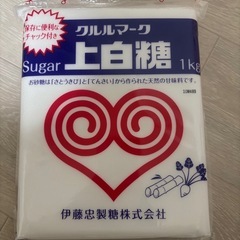 保存に便利な
チャック付き
クルルマーク
Sugar 上白糖 1kg
お砂糖は「さとうきび」と「てんさい」から作られた天然の甘味料です。
伊藤忠製糖株式会社